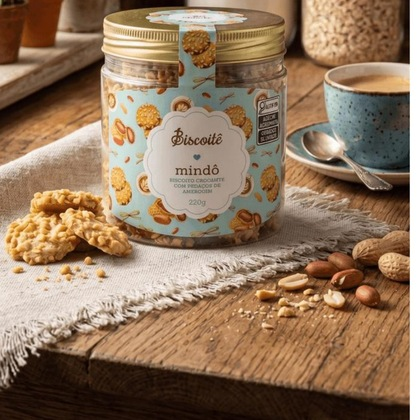 Biscoitê
mindô
BISCOITO CROCANTE
COM PEDAÇOS DE
AMENDOIM
220g